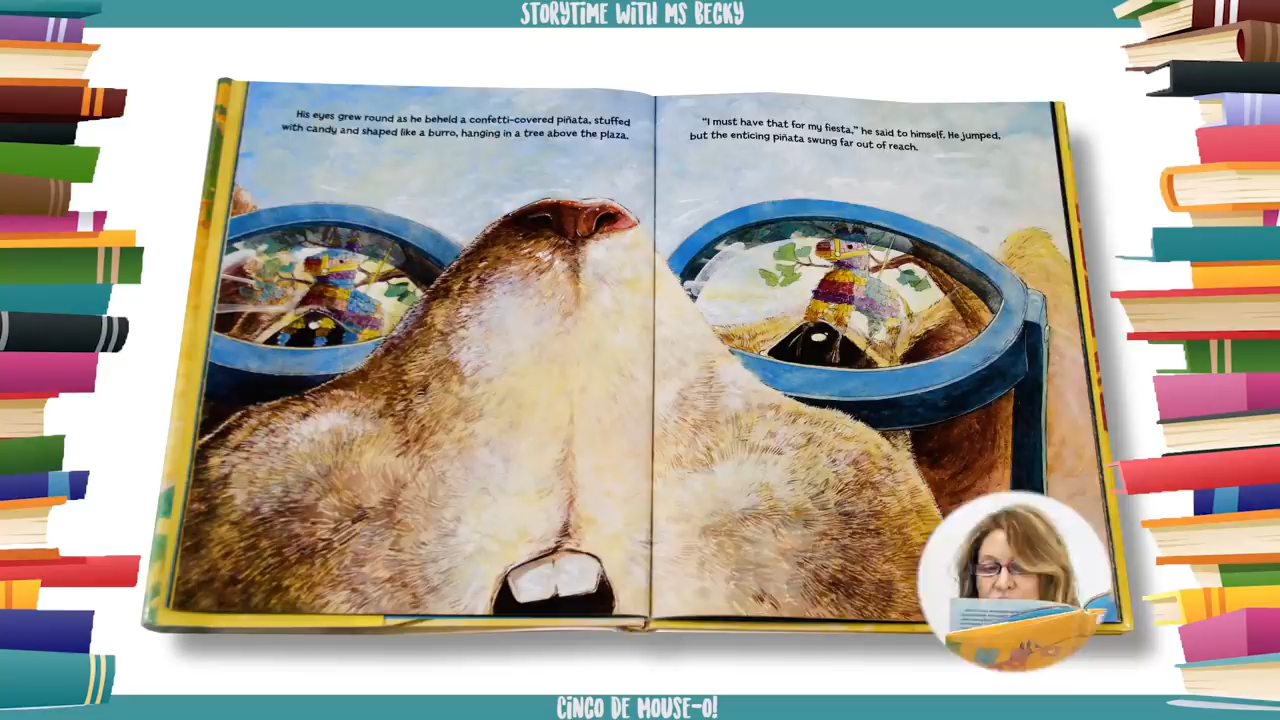 STORYTIME WITH MS BECKY
His eyes grew round as he beheld a confetti-covered piñata, stuffed
with candy and shaped like a burro, hanging in a tree above the plaza.
"I must have that for my fiesta," he said to himself. He jumped,
but the enticing piñata swung far out of reach.
CINCO DE MOUSE-O!